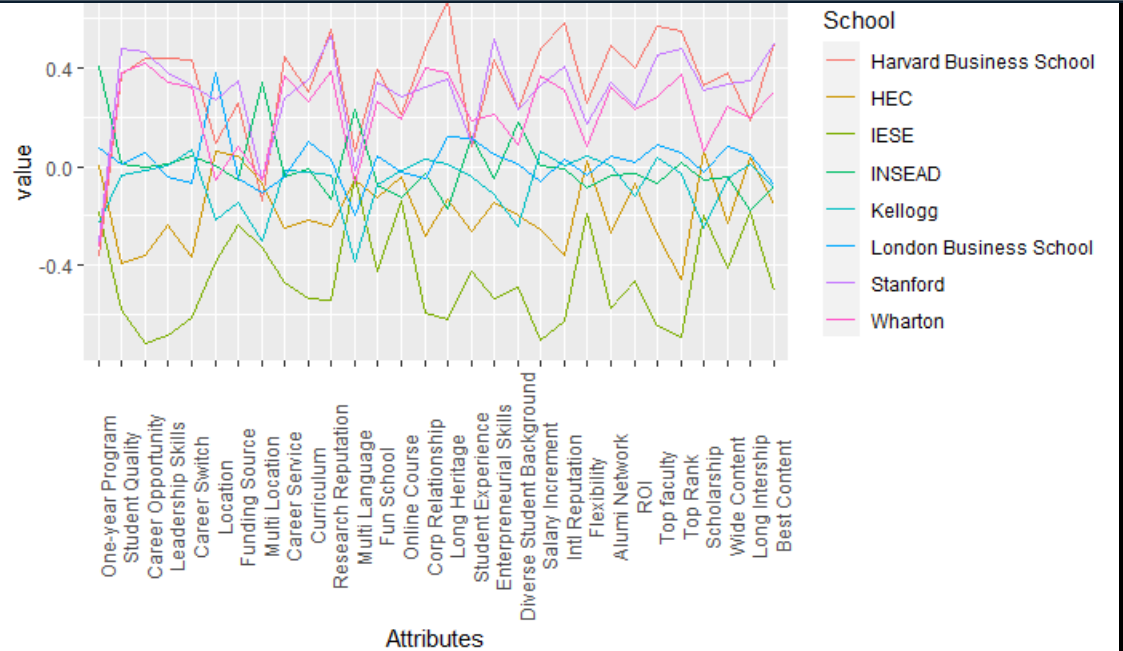 School
Harvard Business School
HEC
IESE
INSEAD
Kellogg
London Business School
Stanford
Wharton
value
0.4
0.0
-0.4
One-year Program
Student Quality
Career Opportunity
Leadership Skills
Career Switch
Location
Funding Source
Multi Location
Career Service
Curriculum
Research Reputation
Multi Language
Fun School
Online Course
Corp Relationship
Long Heritage
Student Experience
Enterpreneurial Skills
Diverse Student Background
Salary Increment
Intl Reputation
Flexibility
Alumi Network
ROI
Top faculty
Top Rank
Scholarship
Wide Content
Long Intership
Best Content
Attributes